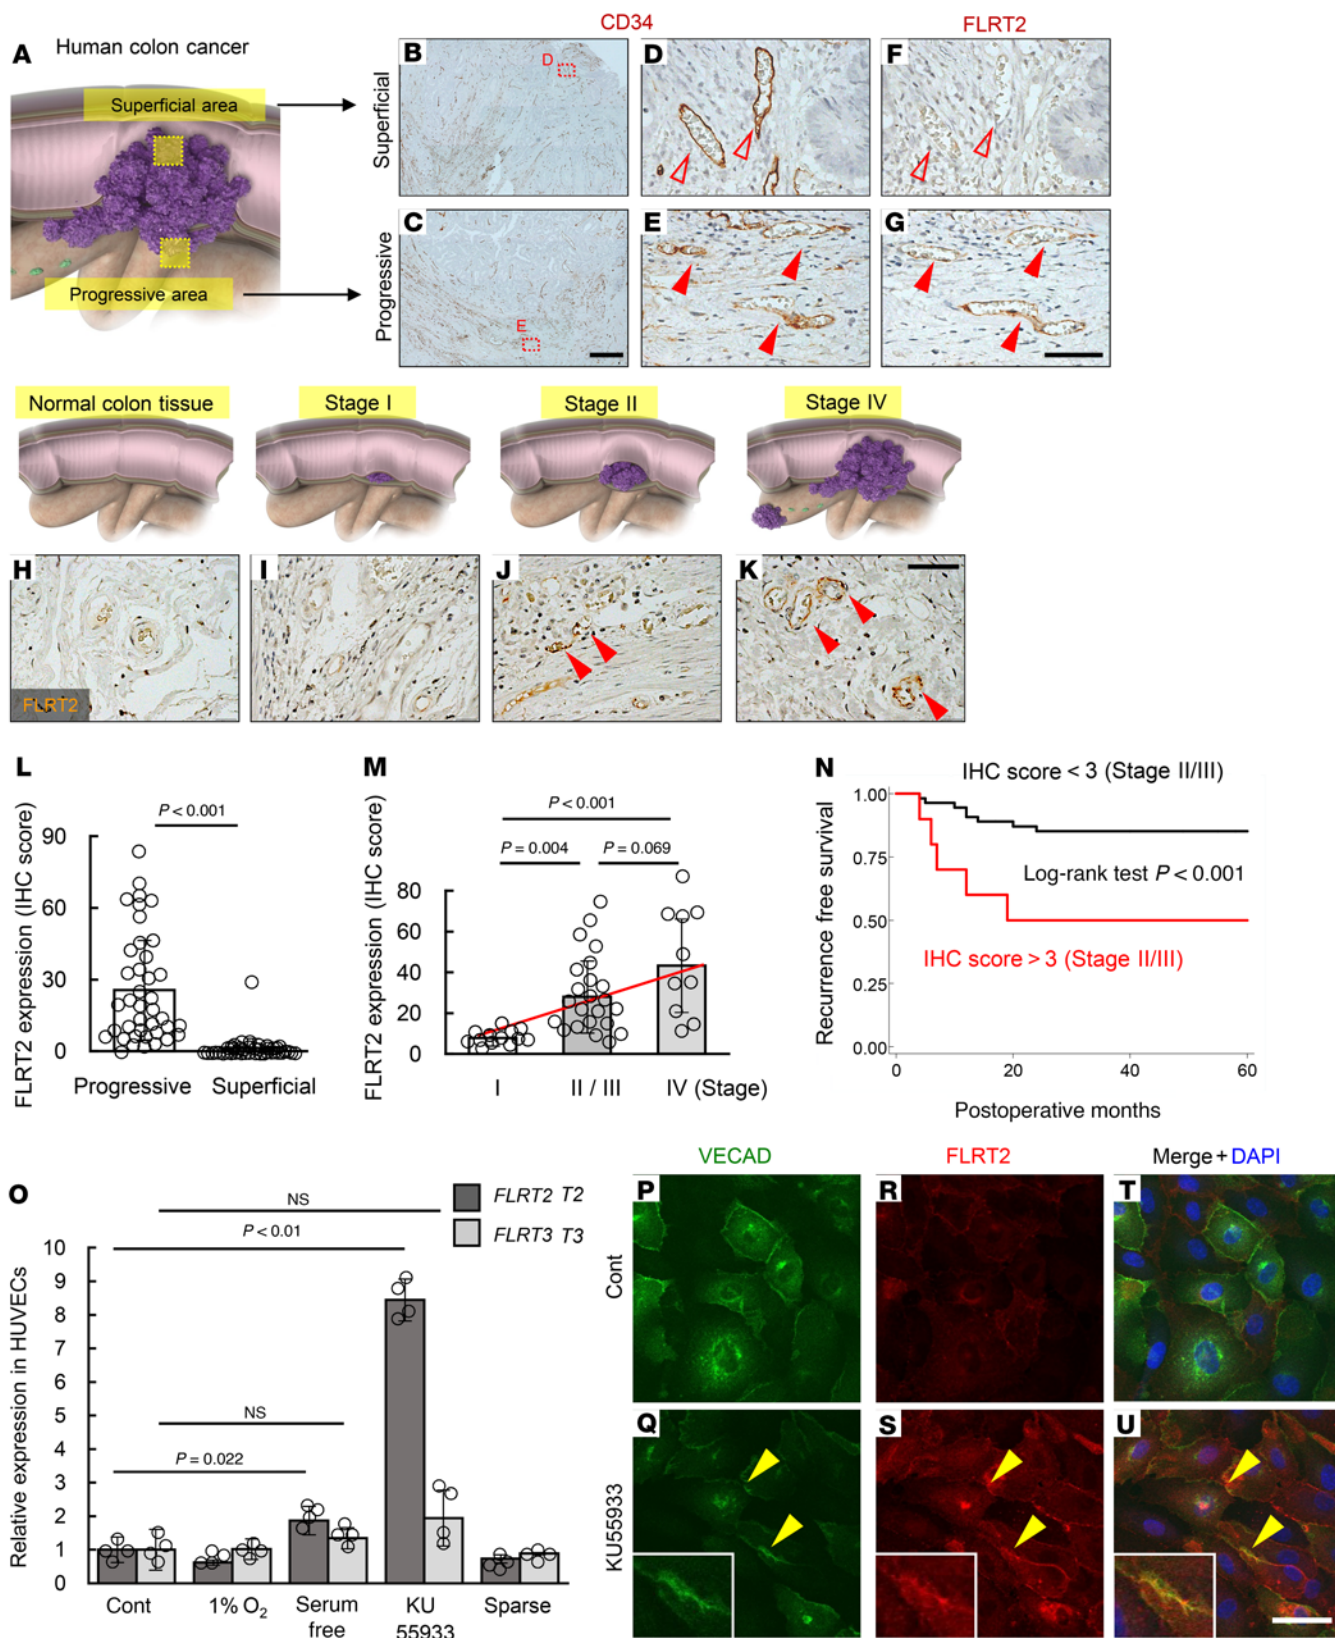 CD34
FLRT2
A
Human colon cancer
Superficial area
Progressive area
Superficial
Progressive
B
D
D
F
C
E
E
G
Normal colon tissue
Stage I
Stage II
Stage IV
H
FLRT2
I
J
K
L
FLRT2 expression (IHC score)
P < 0.001
90
60
30
0
Progressive
Superficial
M
FLRT2 expression (IHC score)
P < 0.001
P = 0.004
P = 0.069
80
60
40
20
0
I
II / III
IV (Stage)
N
IHC score < 3 (Stage II/III)
Recurrence free survival
1.00
0.75
0.50
0.25
0.00
Log-rank test P < 0.001
IHC score > 3 (Stage II/III)
0
20
40
60
Postoperative months
O
Relative expression in HUVECs
FLRT2 T2
FLRT3 T3
NS
P < 0.01
NS
P = 0.022
10
9
8
7
6
5
4
3
2
1
0
Cont
1% O2
Serum free
KU 55933
Sparse
VECAD
FLRT2
Merge + DAPI
Cont
P
R
T
KU55933
Q
S
U